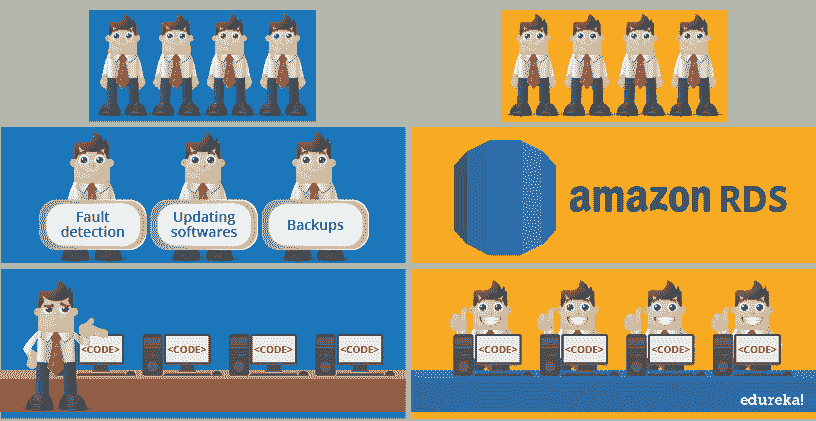 Fault
detection
Updating
softwares
Backups
amazon RDS
<CODE>
<CODE>
<CODE>
<CODE>
<CODE>
<CODE>
<CODE>
<CODE>
edureka!